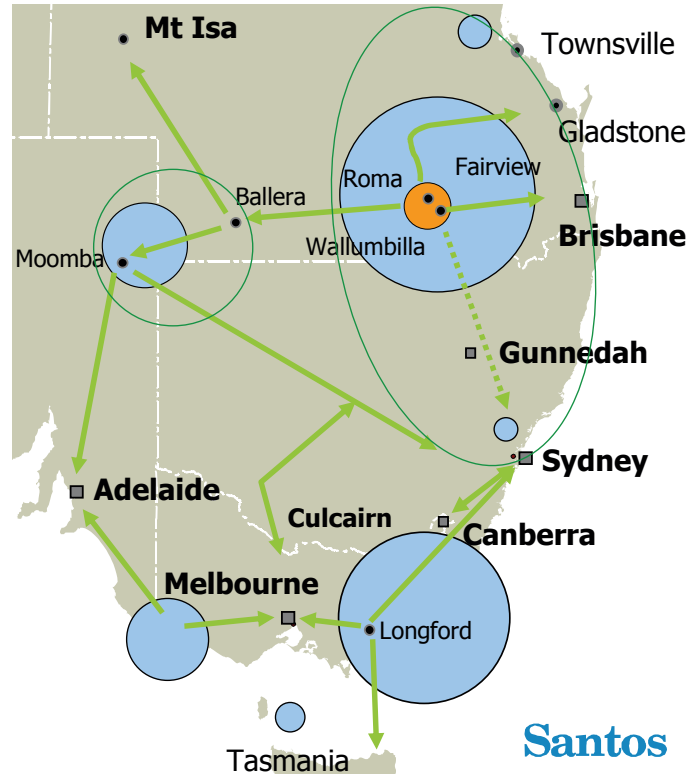 Mt Isa
Townsville
Gladstone
Fairview
Roma
Ballera
Brisbane
Wallumbilla
Moomba
Gunnedah
Sydney
Adelaide
Culcairn
Canberra
Melbourne
Longford
Santos
Tasmania